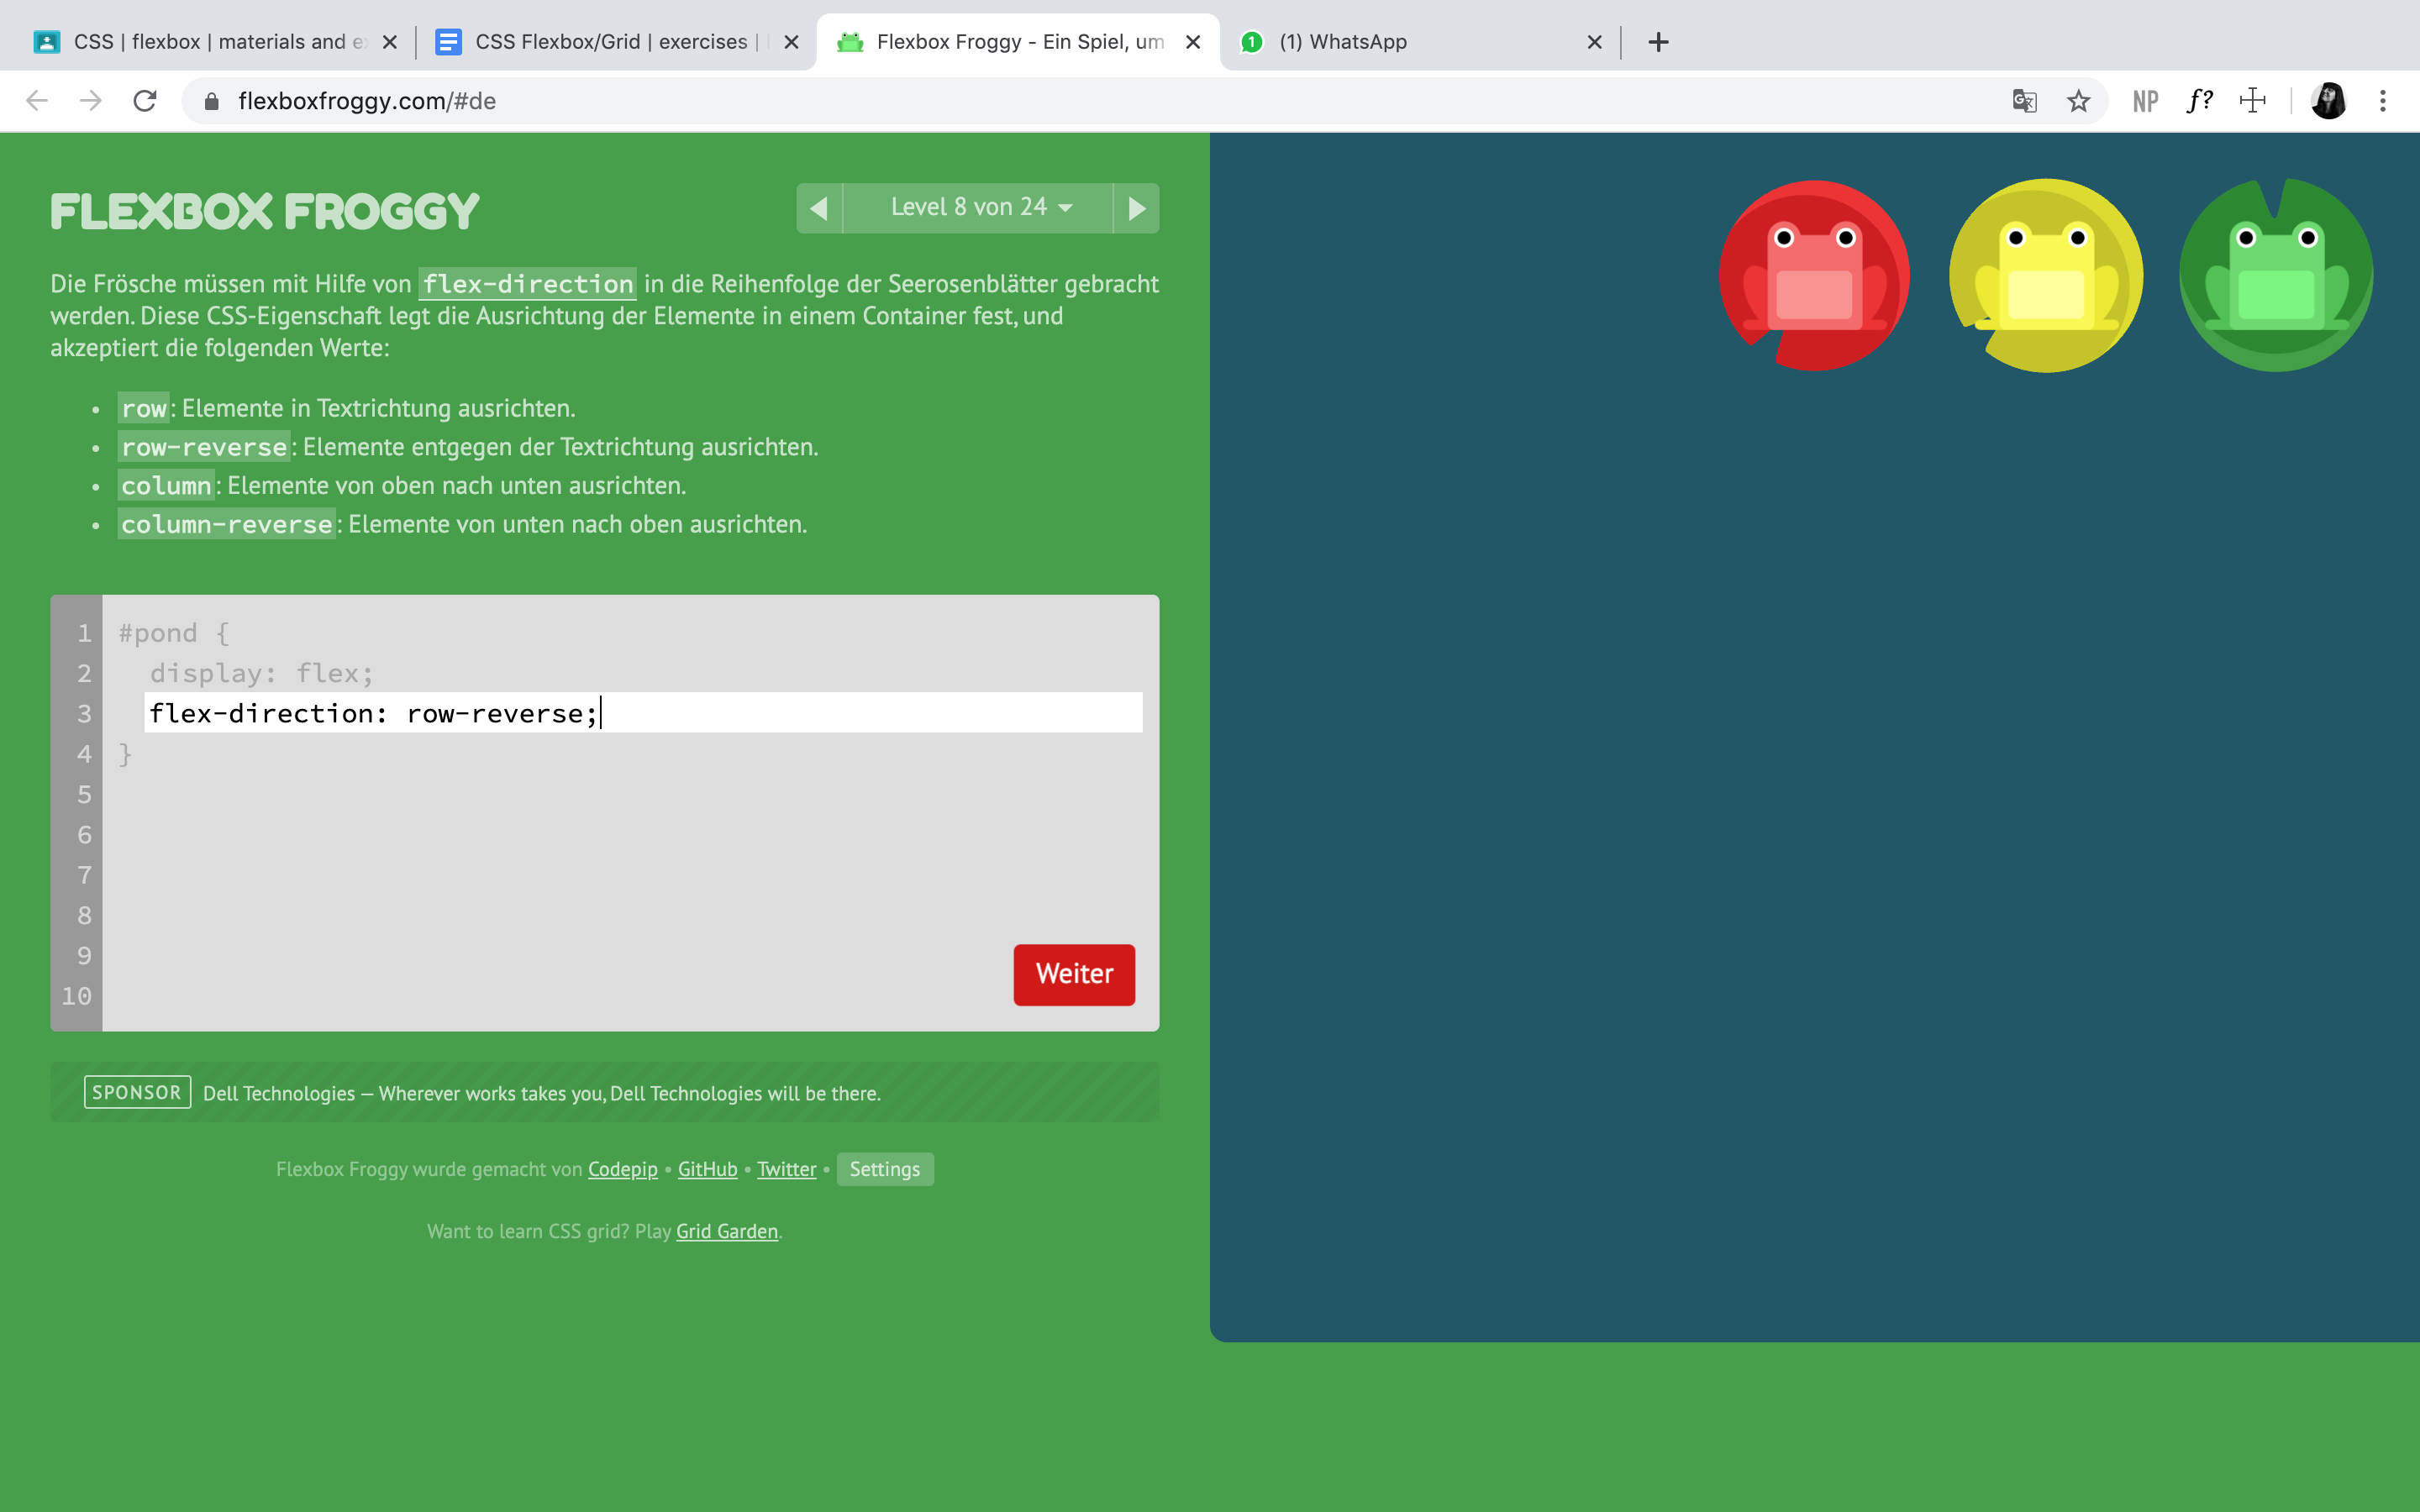 CSS | flexbox | materials and
CSS Flexbox/Grid | exercises |
Flexbox Froggy - Ein Spiel, um
1
(1) WhatsApp
flexboxfroggy.com/#de
NP
f?
FLEXBOX FROGGY
Level 8 von 24
Die Frösche müssen mit Hilfe von flex-direction in die Reihenfolge der Seerosenblätter gebracht
werden. Diese CSS-Eigenschaft legt die Ausrichtung der Elemente in einem Container fest, und
akzeptiert die folgenden Werte:
• row: Elemente in Textrichtung ausrichten.
• row-reverse: Elemente entgegen der Textrichtung ausrichten.
• column: Elemente von oben nach unten ausrichten.
• column-reverse: Elemente von unten nach oben ausrichten.
1 #pond {
2 display: flex;
3 flex-direction: row-reverse;
4 }
5
6
7
8
9
10
Weiter
SPONSOR Dell Technologies — Wherever works takes you, Dell Technologies will be there.
Flexbox Froggy wurde gemacht von Codepip • GitHub • Twitter • Settings
Want to learn CSS grid? Play Grid Garden.